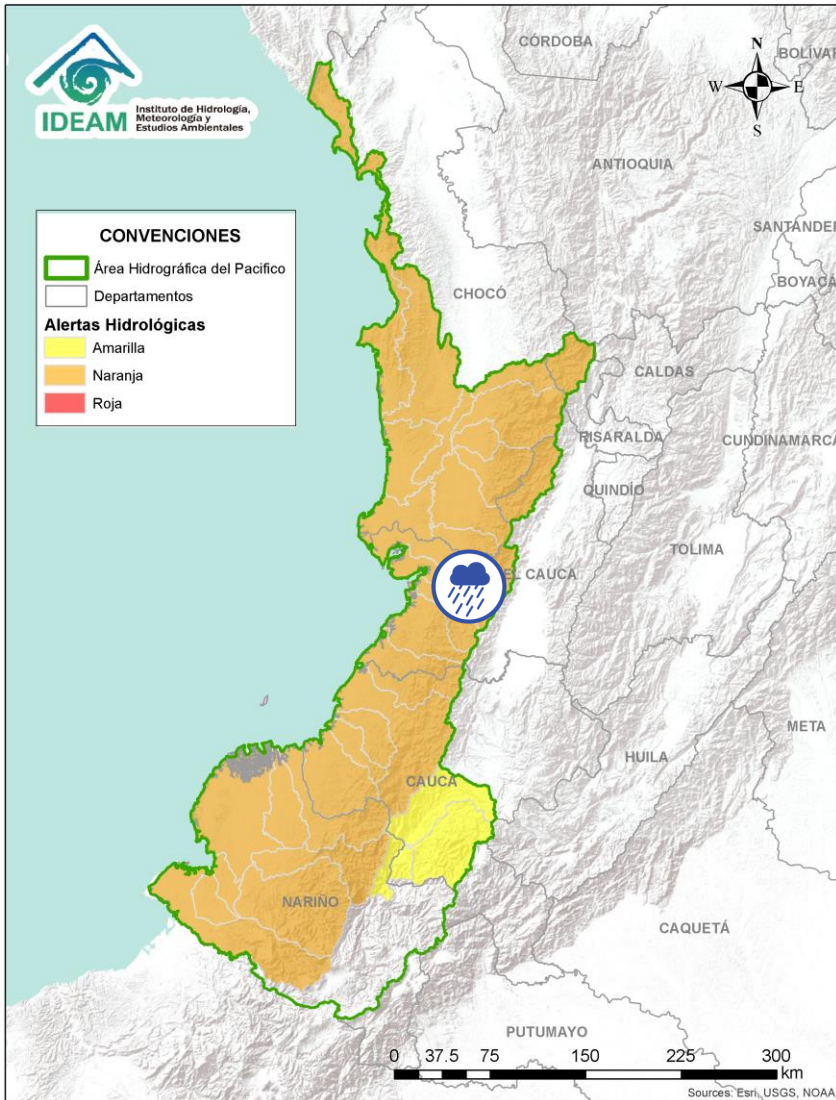 IDEAM
Instituto de Hidrología,
Meteorología y
Estudios Ambientales
CONVENCIONES
Área Hidrográfica del Pacifico
Departamentos
Alertas Hidrológicas
Amarilla
Naranja
Roja
N
W E
S
CÓRDOBA
BOLÍVAR
ANTIOQUIA
SANTANDER
BOYACÁ
CHOCÓ
CALDAS
RISARALDA
CUNDINAMARCA
QUINDÍO
TOLIMA
EL CAUCA
META
HUILA
CAUCA
NARIÑO
CAQUETÁ
PUTUMAYO
0 37.5 75 150 225 300
km
Sources: Esri, USGS, NOAA